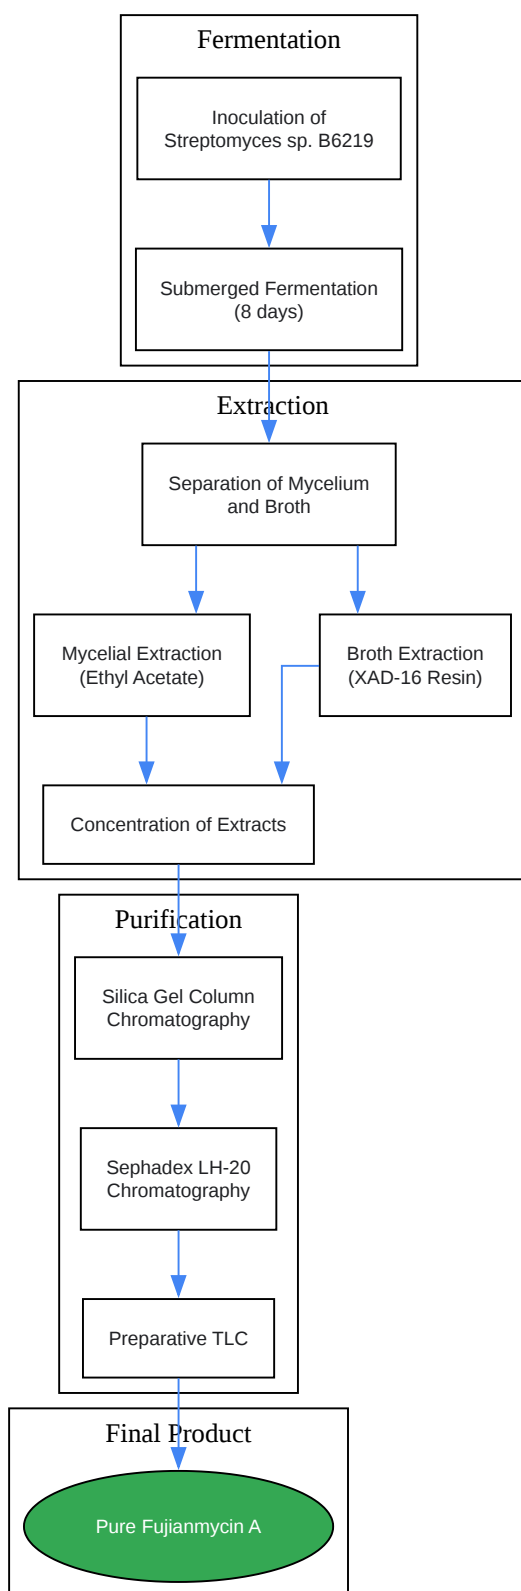 Fermentation
Inoculation of
Streptomyces sp. B6219
Submerged Fermentation
(8 days)
Extraction
Separation of Mycelium
and Broth
Mycelial Extraction
(Ethyl Acetate)
Broth Extraction
(XAD-16 Resin)
Concentration of Extracts
Purification
Silica Gel Column
Chromatography
Sephadex LH-20
Chromatography
Preparative TLC
Final Product
Pure Fujianmycin A